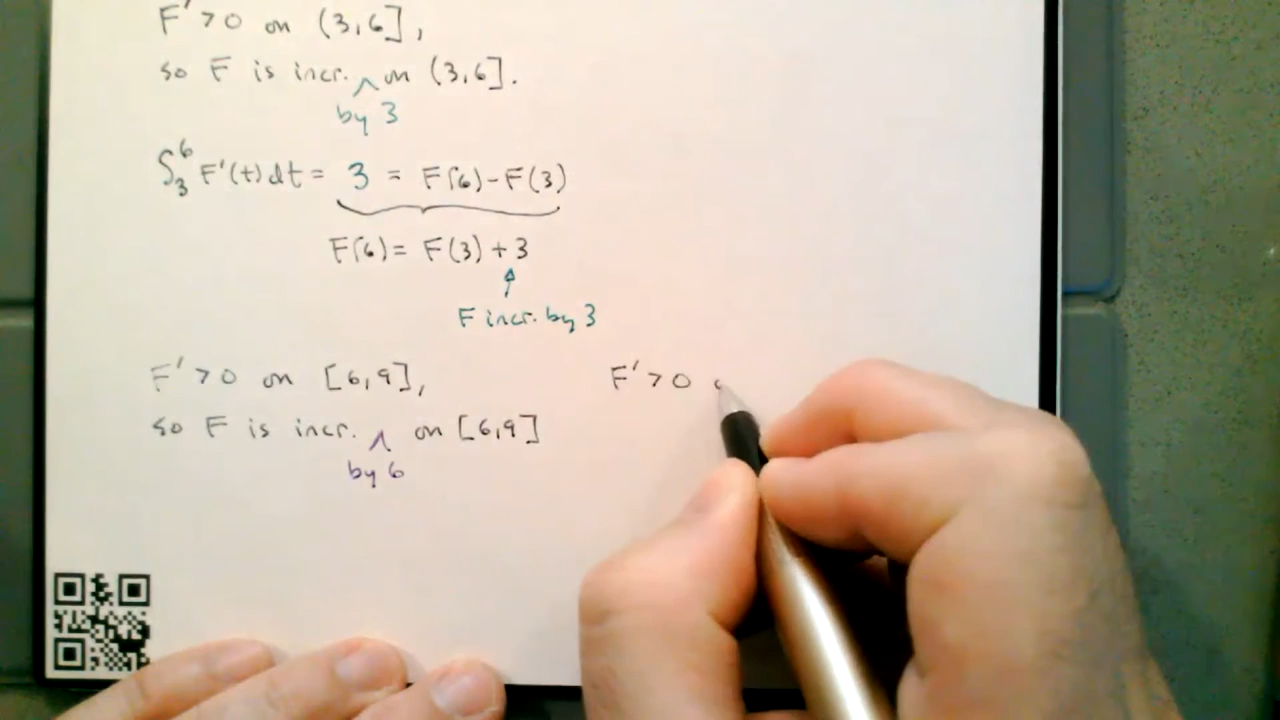 F' > 0 on (3,6],
so F is incr. ^ on (3,6].
by 3
∫₃⁶ F'(t)dt = 3 = F(6)-F(3)
F(6) = F(3) + 3
↑
F incr. by 3
F' > 0 on [6,9],
so F is incr. ^ on [6,9]
by 6
F' > 0